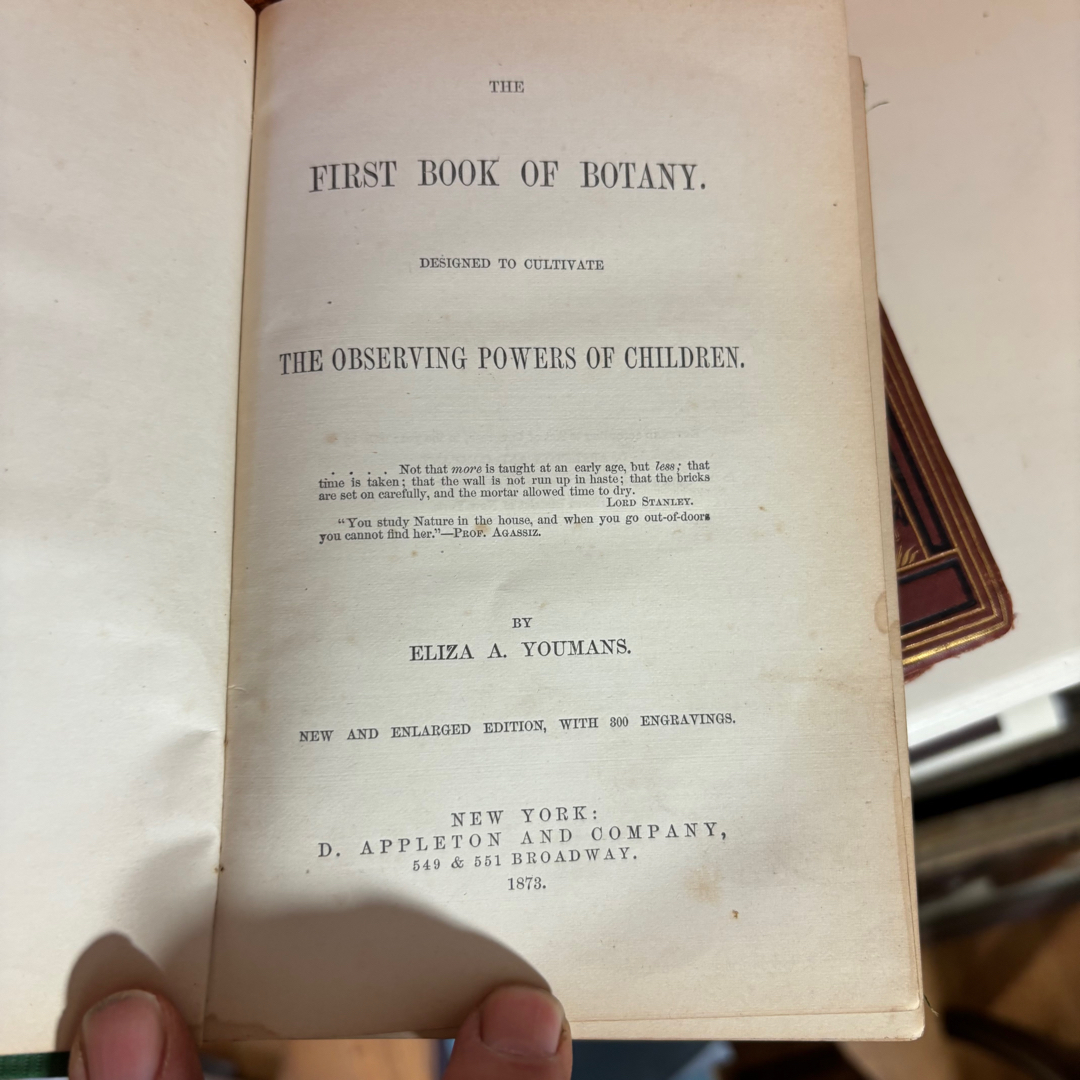 THE
FIRST BOOK OF BOTANY.
DESIGNED TO CULTIVATE
THE OBSERVING POWERS OF CHILDREN.
. . . . Not that more is taught at an early age, but less; that
time is taken; that the wall is not run up in haste; that the bricks
are set on carefully, and the mortar allowed time to dry.
LORD STANLEY.
“You study Nature in the house, and when you go out-of-doors
you cannot find her.”—PROF. AGASSIZ.
BY
ELIZA A. YOUMANS.
NEW AND ENLARGED EDITION, WITH 300 ENGRAVINGS.
NEW YORK:
D. APPLETON AND COMPANY,
549 & 551 BROADWAY.
1873.